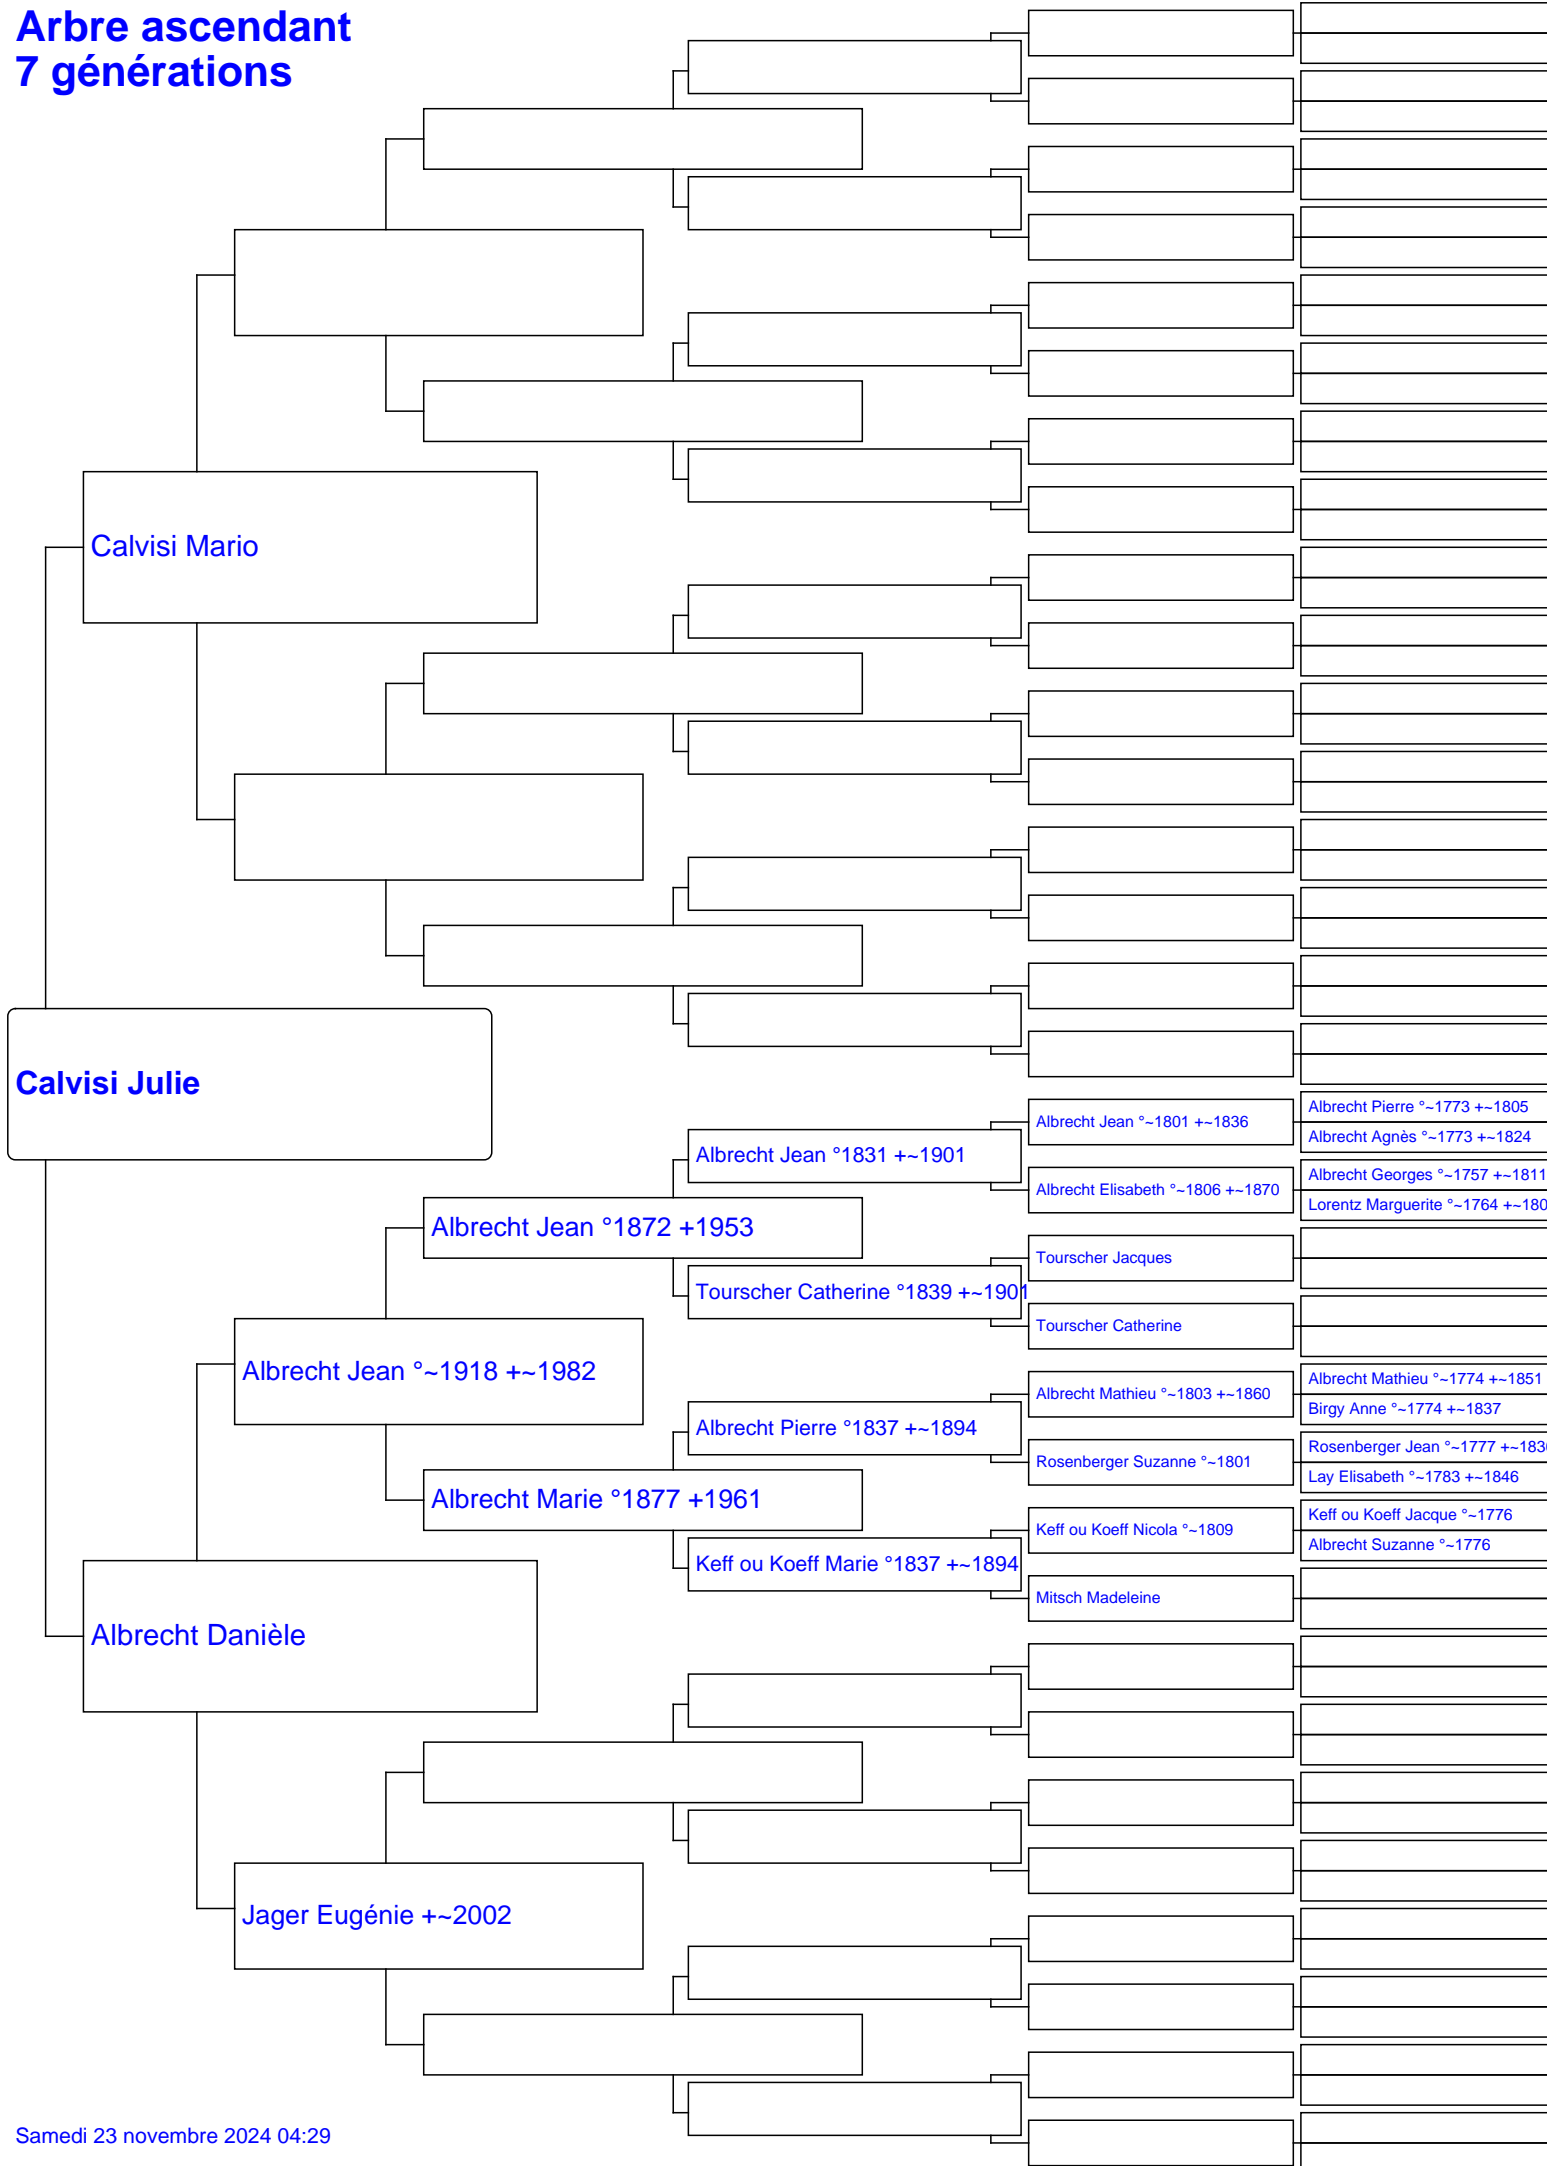 Arbre ascendant
7 générations
Calvisi Mario
Calvisi Julie
Albrecht Pierre °~1773 +~1805
Albrecht Jean °~1801 +~1836
Albrecht Agnès °~1773 +~1824
Albrecht Jean °1831 +~1901
Albrecht Georges °~1757 +~1811
Albrecht Elisabeth °~1806 +~1870
Lorentz Marguerite °~1764 +~180
Albrecht Jean °1872 +1953
Tourscher Jacques
Tourscher Catherine °1839 +~1901
Tourscher Catherine
Albrecht Jean °~1918 +~1982
Albrecht Mathieu °~1774 +~1851
Albrecht Mathieu °~1803 +~1860
Birgy Anne °~1774 +~1837
Albrecht Pierre °1837 +~1894
Rosenberger Jean °~1777 +~183
Rosenberger Suzanne °~1801
Lay Elisabeth °~1783 +~1846
Albrecht Marie °1877 +1961
Keff ou Koeff Jacque °~1776
Keff ou Koeff Nicola °~1809
Albrecht Suzanne °~1776
Keff ou Koeff Marie °1837 +~1894
Mitsch Madeleine
Albrecht Danièle
Jager Eugénie +~2002
Samedi 23 novembre 2024 04:29